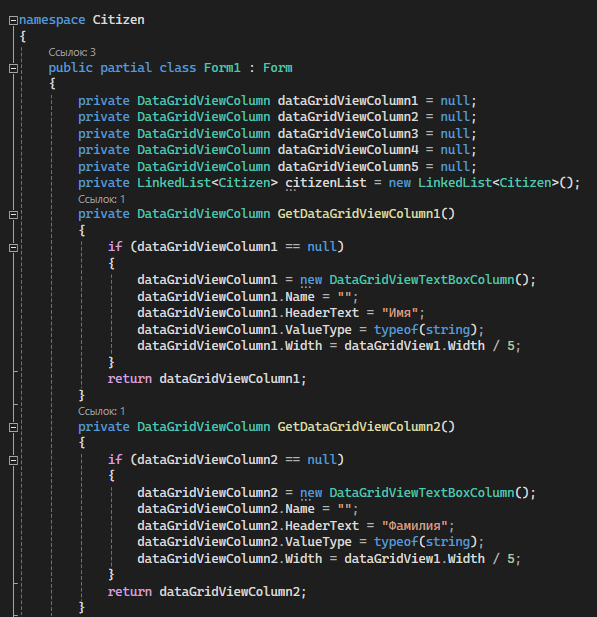 namespace Citizen
{
Ссылок: 3
public partial class Form1 : Form
{
private DataGridViewColumn dataGridViewColumn1 = null;
private DataGridViewColumn dataGridViewColumn2 = null;
private DataGridViewColumn dataGridViewColumn3 = null;
private DataGridViewColumn dataGridViewColumn4 = null;
private DataGridViewColumn dataGridViewColumn5 = null;
private LinkedList<Citizen> citizenList = new LinkedList<Citizen>();
Ссылок: 1
private DataGridViewColumn GetDataGridViewColumn1()
{
if (dataGridViewColumn1 == null)
{
dataGridViewColumn1 = new DataGridViewTextBoxColumn();
dataGridViewColumn1.Name = "";
dataGridViewColumn1.HeaderText = "Имя";
dataGridViewColumn1.ValueType = typeof(string);
dataGridViewColumn1.Width = dataGridView1.Width / 5;
}
return dataGridViewColumn1;
}
Ссылок: 1
private DataGridViewColumn GetDataGridViewColumn2()
{
if (dataGridViewColumn2 == null)
{
dataGridViewColumn2 = new DataGridViewTextBoxColumn();
dataGridViewColumn2.Name = "";
dataGridViewColumn2.HeaderText = "Фамилия";
dataGridViewColumn2.ValueType = typeof(string);
dataGridViewColumn2.Width = dataGridView1.Width / 5;
}
return dataGridViewColumn2;
}